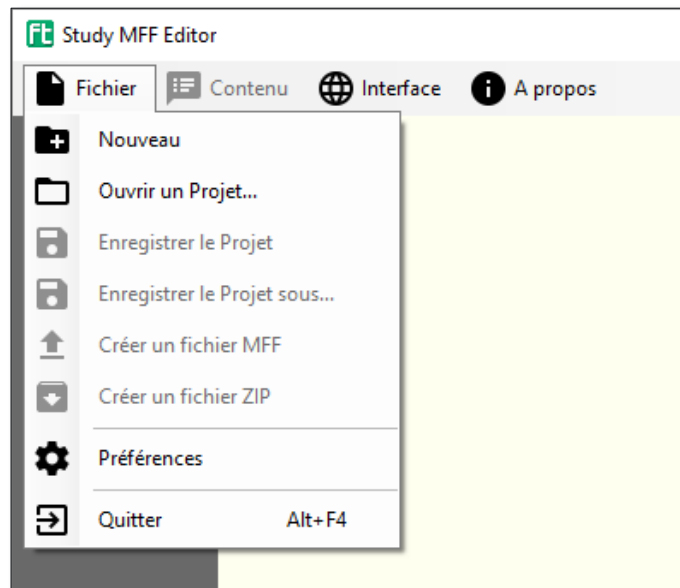 Ft Study MFF Editor
Fichier Contenu Interface i A propos
Nouveau
Ouvrir un Projet...
Enregistrer le Projet
Enregistrer le Projet sous...
Créer un fichier MFF
Créer un fichier ZIP
Préférences
Quitter Alt+F4